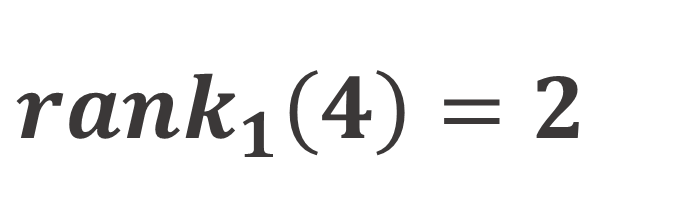 rank₁(4) = 2